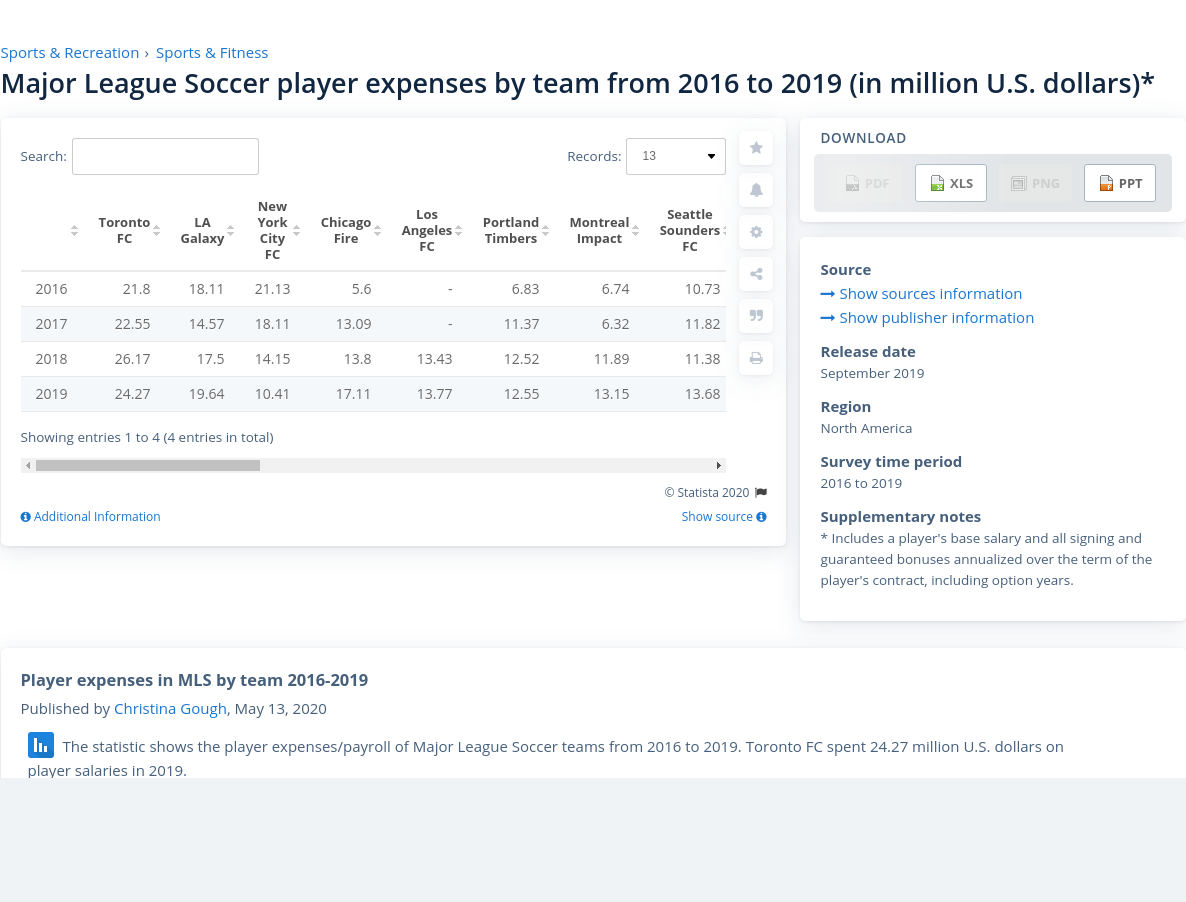 Sports & Recreation › Sports & Fitness
Major League Soccer player expenses by team from 2016 to 2019 (in million U.S. dollars)*
Search:
Records: 13
Toronto FC LA Galaxy New York City FC Chicago Fire Los Angeles FC Portland Timbers Montreal Impact Seattle Sounders FC
2016 21.8 18.11 21.13 5.6 - 6.83 6.74 10.73
2017 22.55 14.57 18.11 13.09 - 11.37 6.32 11.82
2018 26.17 17.5 14.15 13.8 13.43 12.52 11.89 11.38
2019 24.27 19.64 10.41 17.11 13.77 12.55 13.15 13.68
Showing entries 1 to 4 (4 entries in total)
© Statista 2020
Additional Information
Show source
DOWNLOAD
PDF XLS PNG PPT
Source
Show sources information
Show publisher information
Release date
September 2019
Region
North America
Survey time period
2016 to 2019
Supplementary notes
* Includes a player's base salary and all signing and
guaranteed bonuses annualized over the term of the
player's contract, including option years.
Player expenses in MLS by team 2016-2019
Published by Christina Gough, May 13, 2020
The statistic shows the player expenses/payroll of Major League Soccer teams from 2016 to 2019. Toronto FC spent 24.27 million U.S. dollars on
player salaries in 2019.